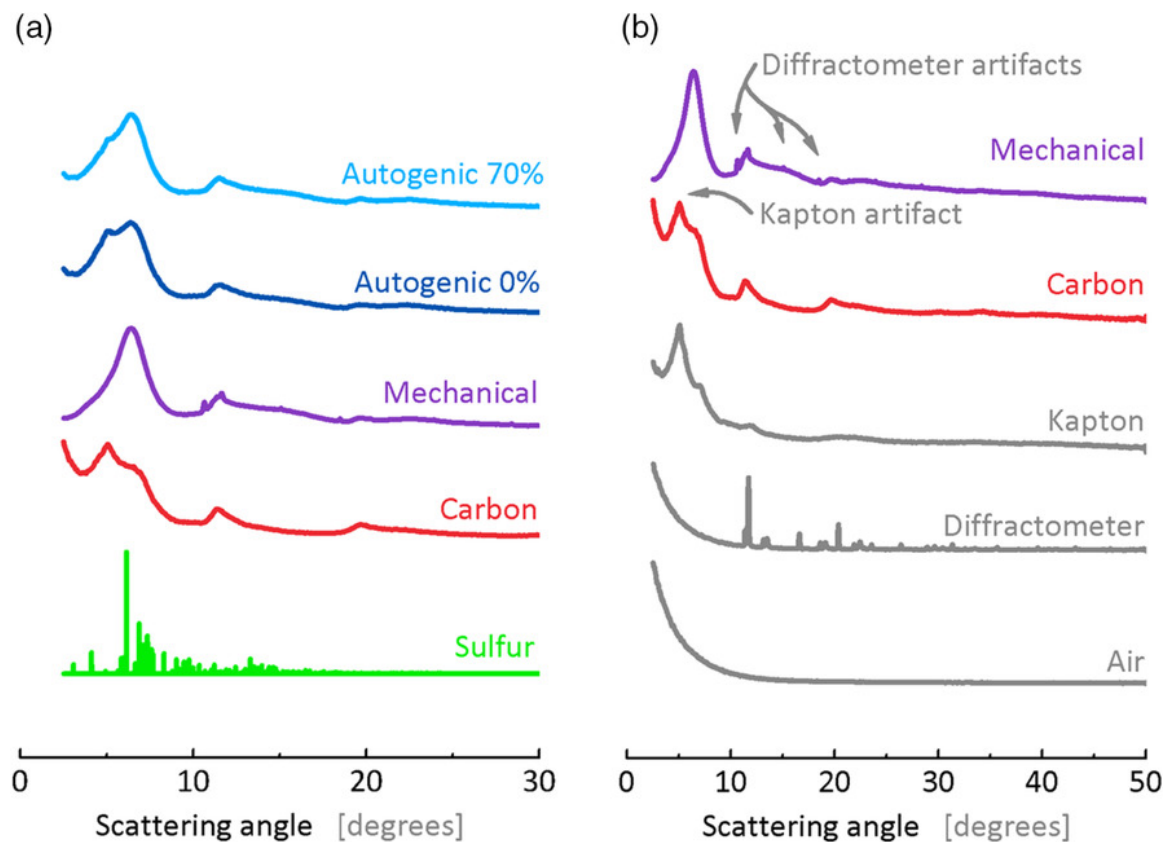 (a)
Autogenic 70%
Autogenic 0%
Mechanical
Carbon
Sulfur
0 10 20 30
Scattering angle [degrees]
(b)
Diffractometer artifacts
Mechanical
Kapton artifact
Carbon
Kapton
Diffractometer
Air
0 10 20 30 40 50
Scattering angle [degrees]